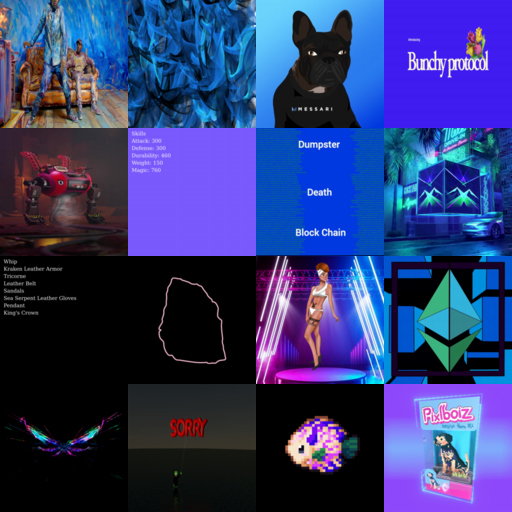 MESSARI
Bunchy protocol
Skills
Attack: 300
Defense: 300
Durability: 460
Weight: 150
Magic: 760
Dumpster
Death
Block Chain
Whip
Kraken Leather Armor
Tricorne
Leather Belt
Sandals
Sea Serpent Leather Gloves
Pendant
King's Crown
SORRY
Pixlboiz